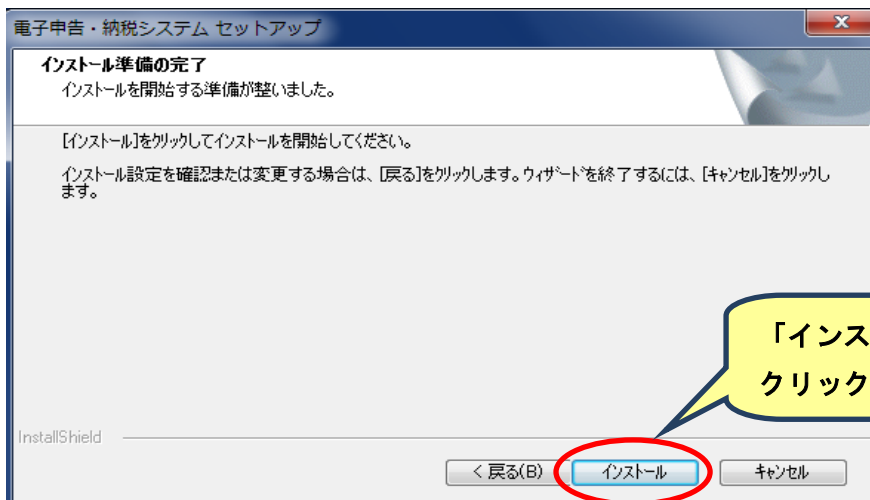 電子申告・納税システム セットアップ
インストール準備の完了
インストールを開始する準備が整いました。
[インストール]をクリックしてインストールを開始してください。
インストール設定を確認または変更する場合は、[戻る]をクリックします。ウィザードを終了するには、[キャンセル]をクリックし
ます。
「インス
クリック
InstallShield
< 戻る(B)
インストール
キャンセル